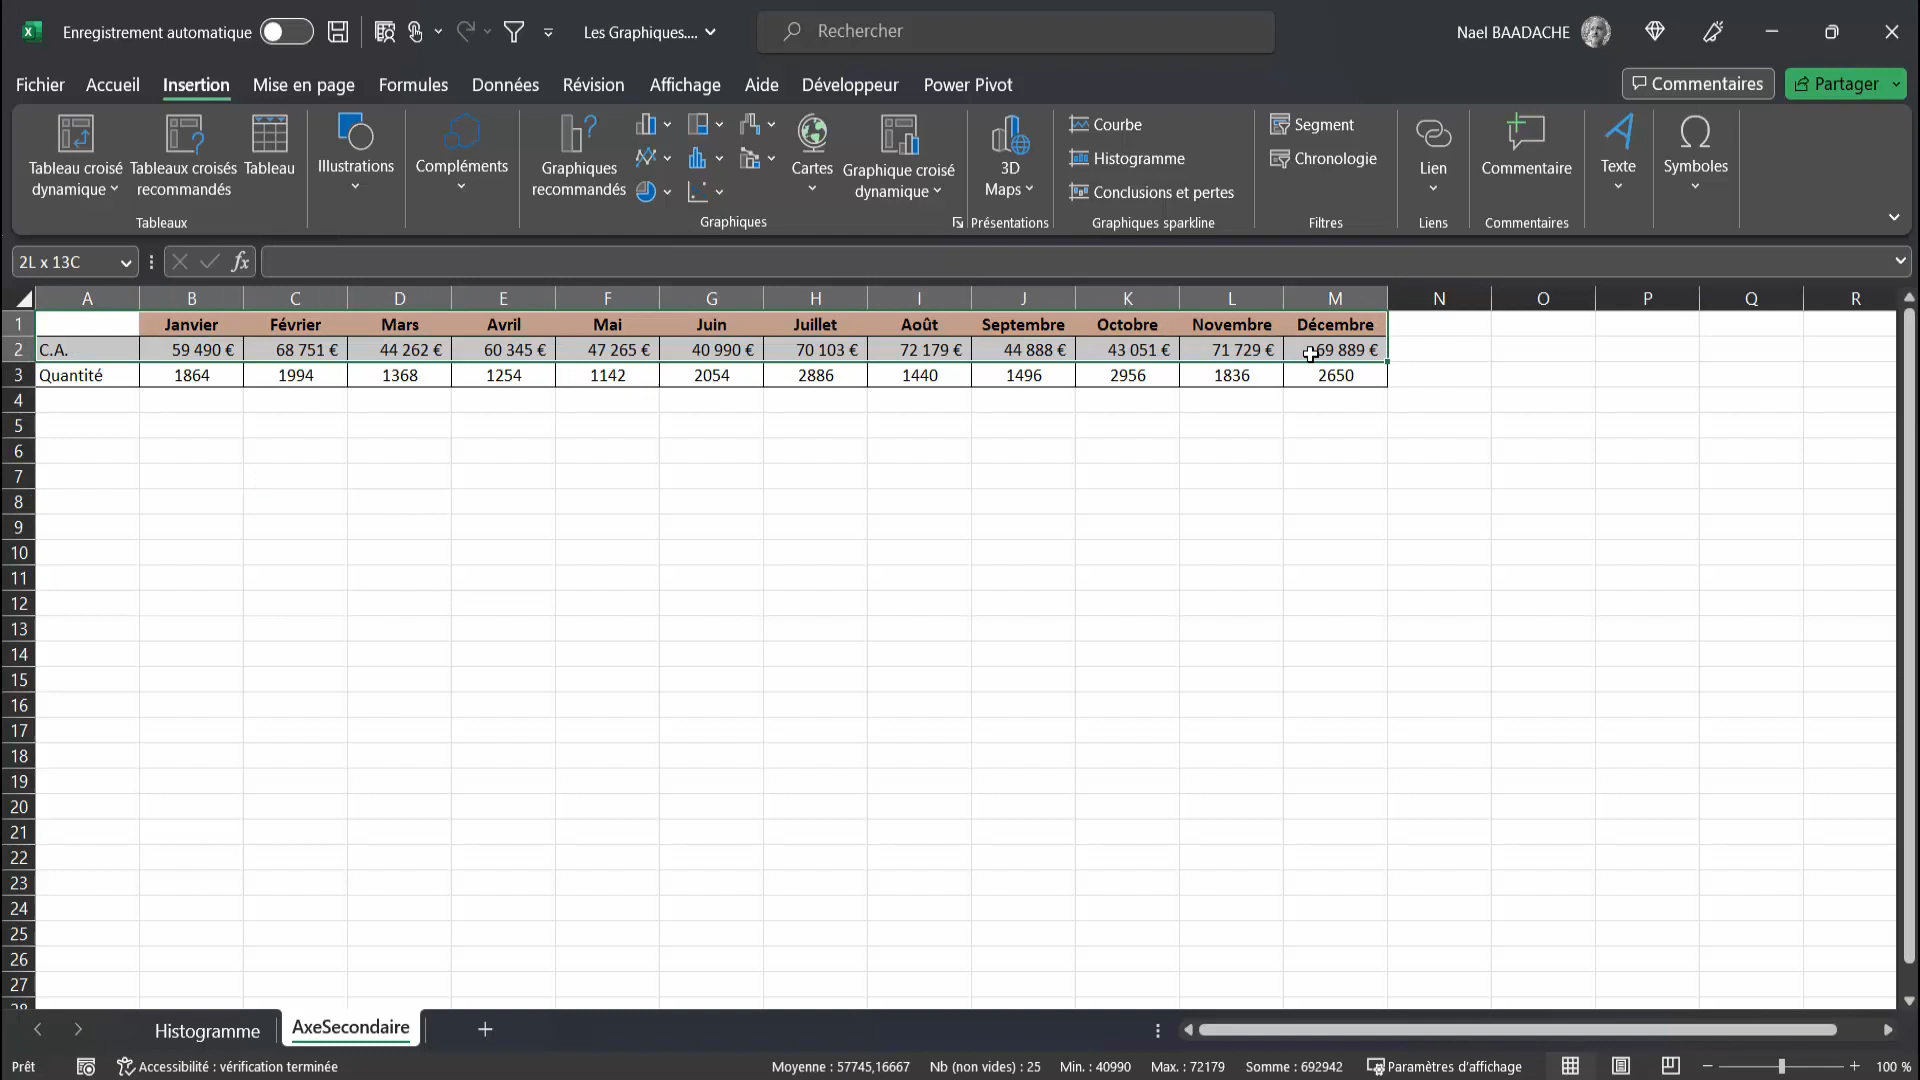 Enregistrement automatique
Les Graphiques....
Rechercher
Nael BAADACHE
Fichier Accueil Insertion Mise en page Formules Données Révision Affichage Aide Développeur Power Pivot
Commentaires Partager
Tableau croisé dynamique
Tableaux croisés recommandés
Tableau
Tableaux
Illustrations
Compléments
Graphiques recommandés
Cartes
Graphique croisé dynamique
Graphiques
3D Maps
Présentations
Courbe
Histogramme
Conclusions et pertes
Graphiques sparkline
Segment
Chronologie
Filtres
Lien
Liens
Commentaire
Commentaires
Texte
Symboles
2L x 13C
fx
A B C D E F G H I J K L M N O P Q R
1 Janvier Février Mars Avril Mai Juin Juillet Août Septembre Octobre Novembre Décembre
2 C.A. 59 490 € 68 751 € 44 262 € 60 345 € 47 265 € 40 990 € 70 103 € 72 179 € 44 888 € 43 051 € 71 729 € 69 889 €
3 Quantité 1864 1994 1368 1254 1142 2054 2886 1440 1496 2956 1836 2650
4
5
6
7
8
9
10
11
12
13
14
15
16
17
18
19
20
21
22
23
24
25
26
27
28
Histogramme AxeSecondaire
Prêt Accessibilité : vérification terminée Moyenne : 57745,16667 Nb (non vides) : 25 Min. : 40990 Max. : 72179 Somme : 692942 Paramètres d'affichage 100 %